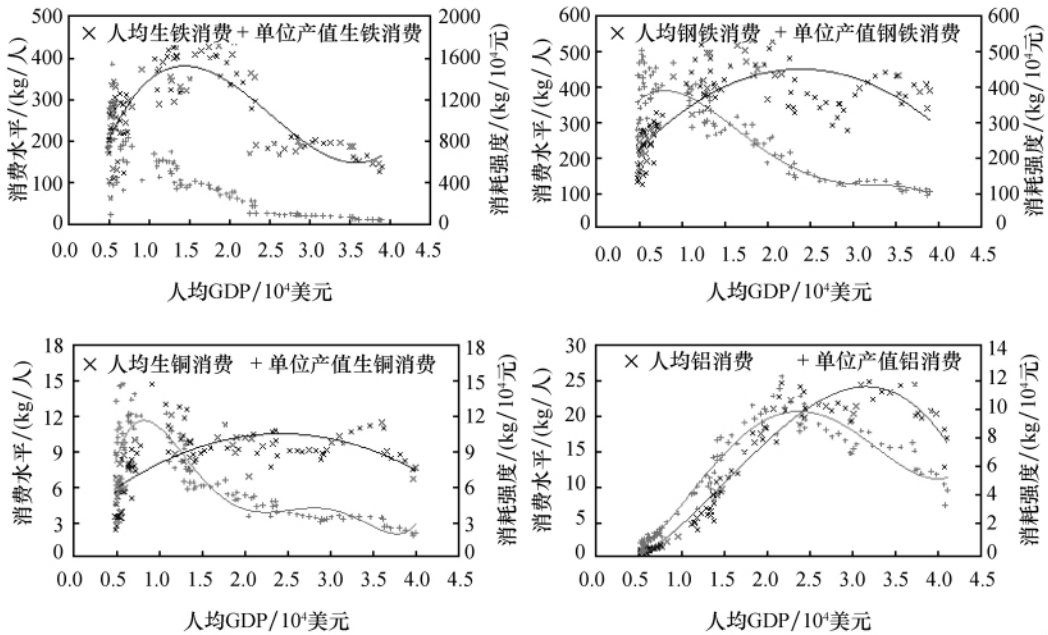 500
400
300
200
100
0
消费水平/(kg/人)
× 人均生铁消费 + 单位产值生铁消费
2000
1600
1200
800
400
0
消耗强度/(kg/10⁴元)
0.0 0.5 1.0 1.5 2.0 2.5 3.0 3.5 4.0 4.5
人均GDP/10⁴美元
600
500
400
300
200
100
0
消费水平/(kg/人)
× 人均钢铁消费 + 单位产值钢铁消费
600
500
400
300
200
100
0
消耗强度/(kg/10⁴元)
0.0 0.5 1.0 1.5 2.0 2.5 3.0 3.5 4.0 4.5
人均GDP/10⁴美元
18
15
12
9
6
3
0
消费水平/(kg/人)
× 人均生铜消费 + 单位产值生铜消费
18
15
12
9
6
3
0
消耗强度/(kg/10⁴元)
0.0 0.5 1.0 1.5 2.0 2.5 3.0 3.5 4.0 4.5
人均GDP/10⁴美元
30
25
20
15
10
5
0
消费水平/(kg/人)
× 人均铝消费 + 单位产值铝消费
14
12
10
8
6
4
2
0
消耗强度/(kg/10⁴元)
0.0 0.5 1.0 1.5 2.0 2.5 3.0 3.5 4.0 4.5
人均GDP/10⁴美元